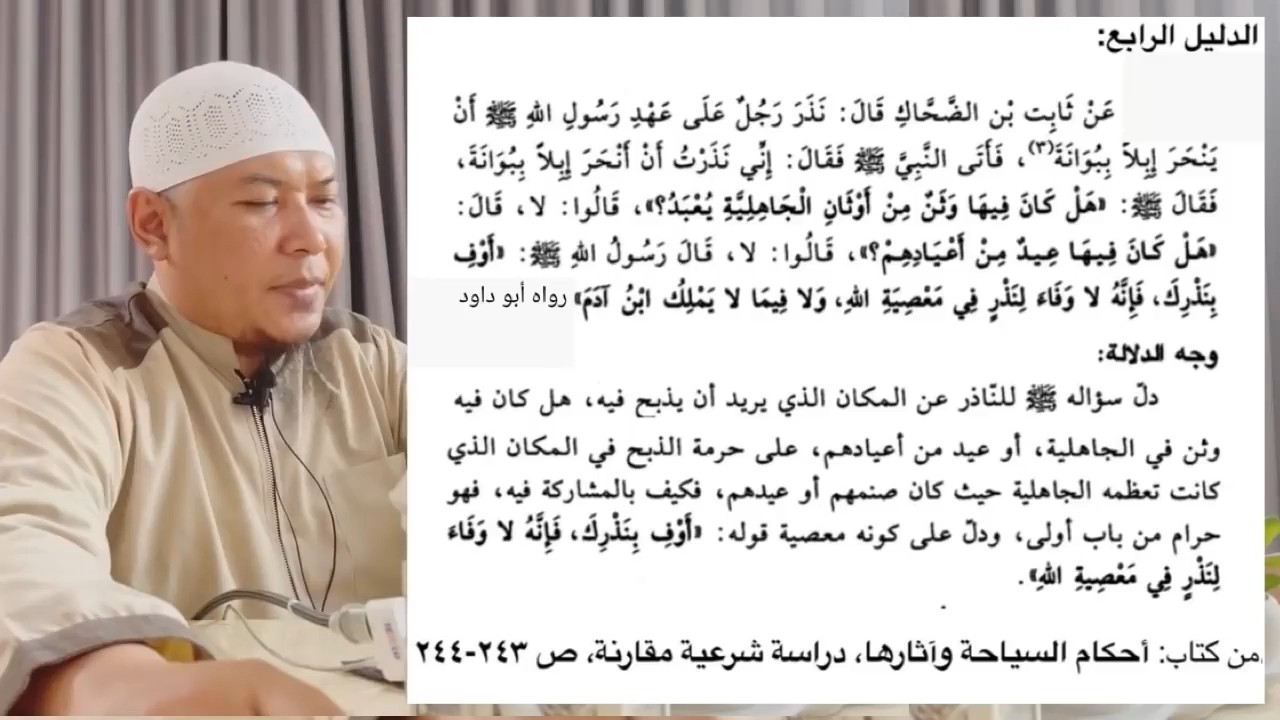 الدليل الرابع:
عَنْ ثَابِت بْن الضَّحَّاكِ قَالَ: نَذَرَ رَجُلٌ عَلَى عَهْدِ رَسُولِ اللهِ ﷺ أَنْ
يَنْحَرَ إِبِلاً بِبُوَانَةَ(٣)، فَأَتَى النَّبِيَّ ﷺ فَقَالَ: إِنِّي نَذَرْتُ أَنْ أَنْحَرَ إِبِلاً بِبُوَانَةَ،
فَقَالَ ﷺ: «هَلْ كَانَ فِيهَا وَثَنٌ مِنْ أَوْثَانِ الْجَاهِلِيَّةِ يُعْبَدُ؟»، قَالُوا: لا، قَالَ:
«هَلْ كَانَ فِيهَا عِيدٌ مِنْ أَعْيَادِهِمْ؟»، قَالُوا: لا، قَالَ رَسُولُ اللهِ ﷺ: «أَوْفِ
بِنَذْرِكَ، فَإِنَّهُ لا وَفَاءَ لِنَذْرٍ فِي مَعْصِيَةِ اللهِ، وَلا فِيمَا لا يَمْلِكُ ابْنُ آدَمَ» رواه أبو داود
وجه الدلالة:
دلّ سؤاله ﷺ للنّاذر عن المكان الذي يريد أن يذبح فيه، هل كان فيه
وثن في الجاهلية، أو عيد من أعيادهم، على حرمة الذبح في المكان الذي
كانت تعظمه الجاهلية حيث كان صنمهم أو عيدهم، فكيف بالمشاركة فيه، فهو
حرام من باب أولى، ودلّ على كونه معصية قوله: «أَوْفِ بِنَذْرِكَ، فَإِنَّهُ لا وَفَاءَ
لِنَذْرٍ فِي مَعْصِيةِ اللهِ».
من كتاب: أحكام السياحة وآثارها، دراسة شرعية مقارنة، ص ٢٤٣-٢٤٤